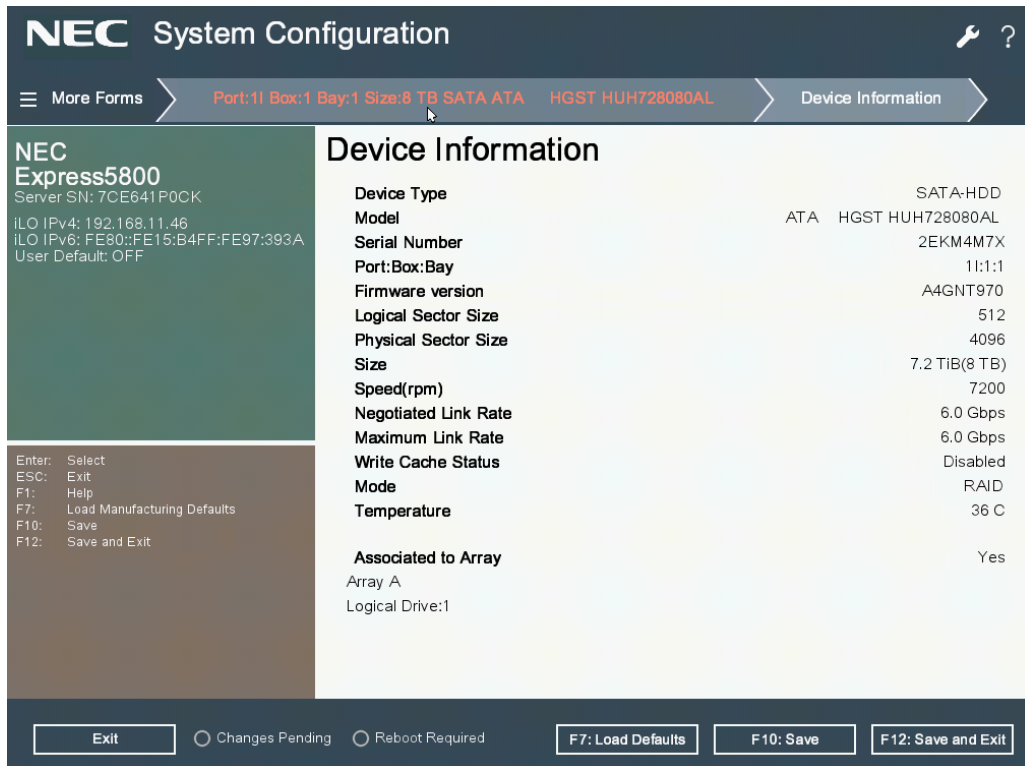 NEC System Configuration
?
More Forms
Port:1I Box:1 Bay:1 Size:8 TB SATA ATA HGST HUH728080AL
Device Information
NEC
Express5800
Server SN: 7CE641P0CK
iLO IPv4: 192.168.11.46
iLO IPv6: FE80::FE15:B4FF:FE97:393A
User Default: OFF
Enter: Select
ESC: Exit
F1: Help
F7: Load Manufacturing Defaults
F10: Save
F12: Save and Exit
Device Information
Device Type SATA-HDD
Model ATA HGST HUH728080AL
Serial Number 2EKM4M7X
Port:Box:Bay 1I:1:1
Firmware version A4GNT970
Logical Sector Size 512
Physical Sector Size 4096
Size 7.2 TiB(8 TB)
Speed(rpm) 7200
Negotiated Link Rate 6.0 Gbps
Maximum Link Rate 6.0 Gbps
Write Cache Status Disabled
Mode RAID
Temperature 36 C
Associated to Array Yes
Array A
Logical Drive:1
Exit
Changes Pending
Reboot Required
F7: Load Defaults
F10: Save
F12: Save and Exit